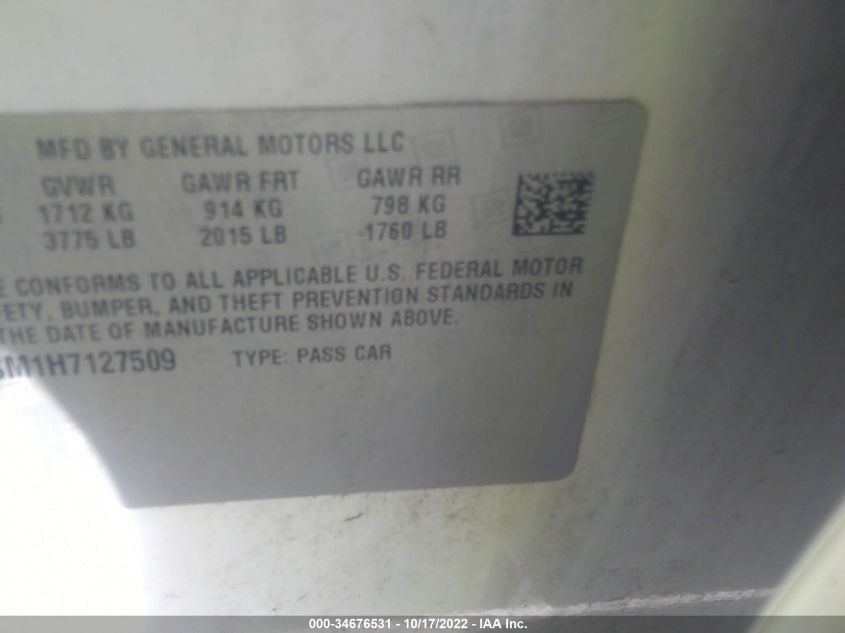 MFD BY GENERAL MOTORS LLC
GVWR GAWR FRT GAWR RR
1712 KG 914 KG 798 KG
3775 LB 2015 LB 1760 LB
E CONFORMS TO ALL APPLICABLE U.S. FEDERAL MOTOR
FETY, BUMPER, AND THEFT PREVENTION STANDARDS IN
THE DATE OF MANUFACTURE SHOWN ABOVE.
SM1H7127509 TYPE: PASS CAR
000-34676531 - 10/17/2022 - IAA Inc.